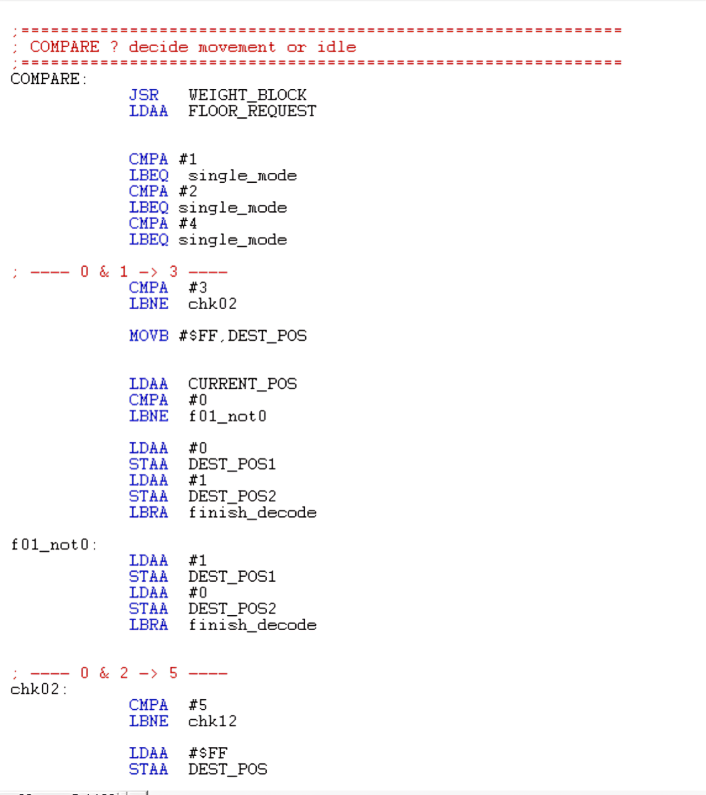 ;=============================================================
; COMPARE ? decide movement or idle
;=============================================================
COMPARE:
JSR WEIGHT_BLOCK
LDAA FLOOR_REQUEST
CMPA #1
LBEQ single_mode
CMPA #2
LBEQ single_mode
CMPA #4
LBEQ single_mode
; ---- 0 & 1 -> 3 ----
CMPA #3
LBNE chk02
MOVB #$FF,DEST_POS
LDAA CURRENT_POS
CMPA #0
LBNE f01_not0
LDAA #0
STAA DEST_POS1
LDAA #1
STAA DEST_POS2
LBRA finish_decode
f01_not0:
LDAA #1
STAA DEST_POS1
LDAA #0
STAA DEST_POS2
LBRA finish_decode
; ---- 0 & 2 -> 5 ----
chk02:
CMPA #5
LBNE chk12
LDAA #$FF
STAA DEST_POS